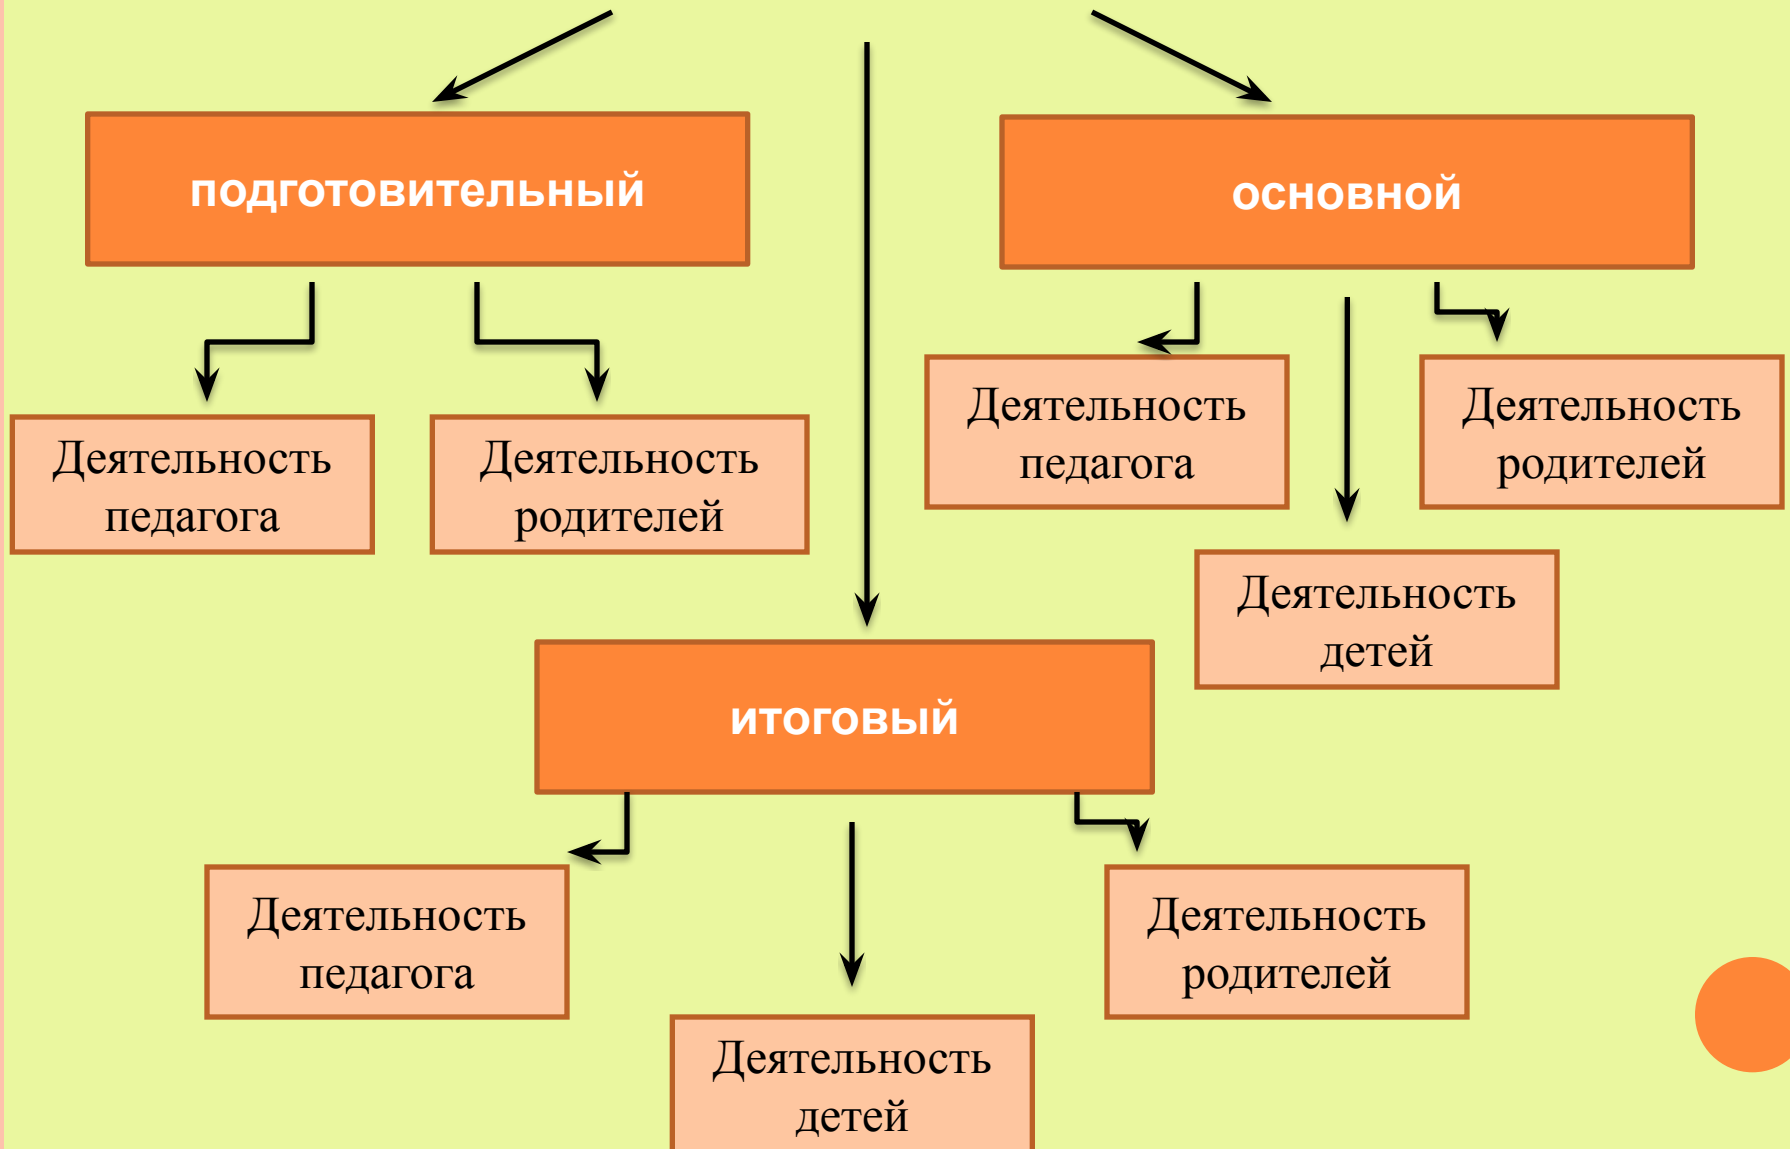 подготовительный
основной
Деятельность
педагога
Деятельность
родителей
Деятельность
педагога
Деятельность
родителей
Деятельность
детей
итоговый
Деятельность
педагога
Деятельность
родителей
Деятельность
детей